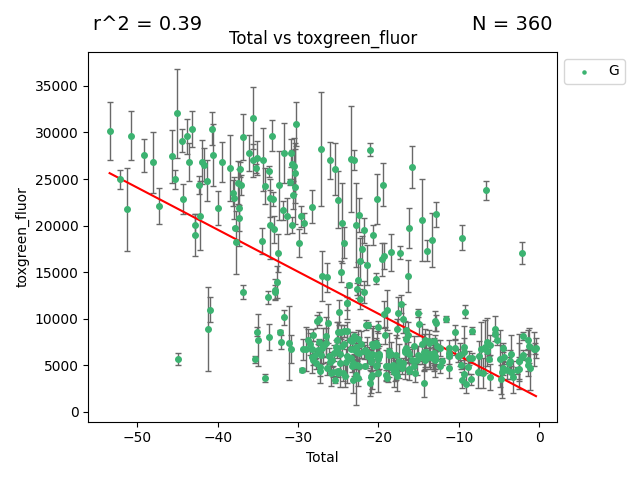 r^2 = 0.39
N = 360
Total vs toxgreen_fluor
G
toxgreen_fluor
35000
30000
25000
20000
15000
10000
5000
0
−50
−40
−30
−20
−10
0
Total